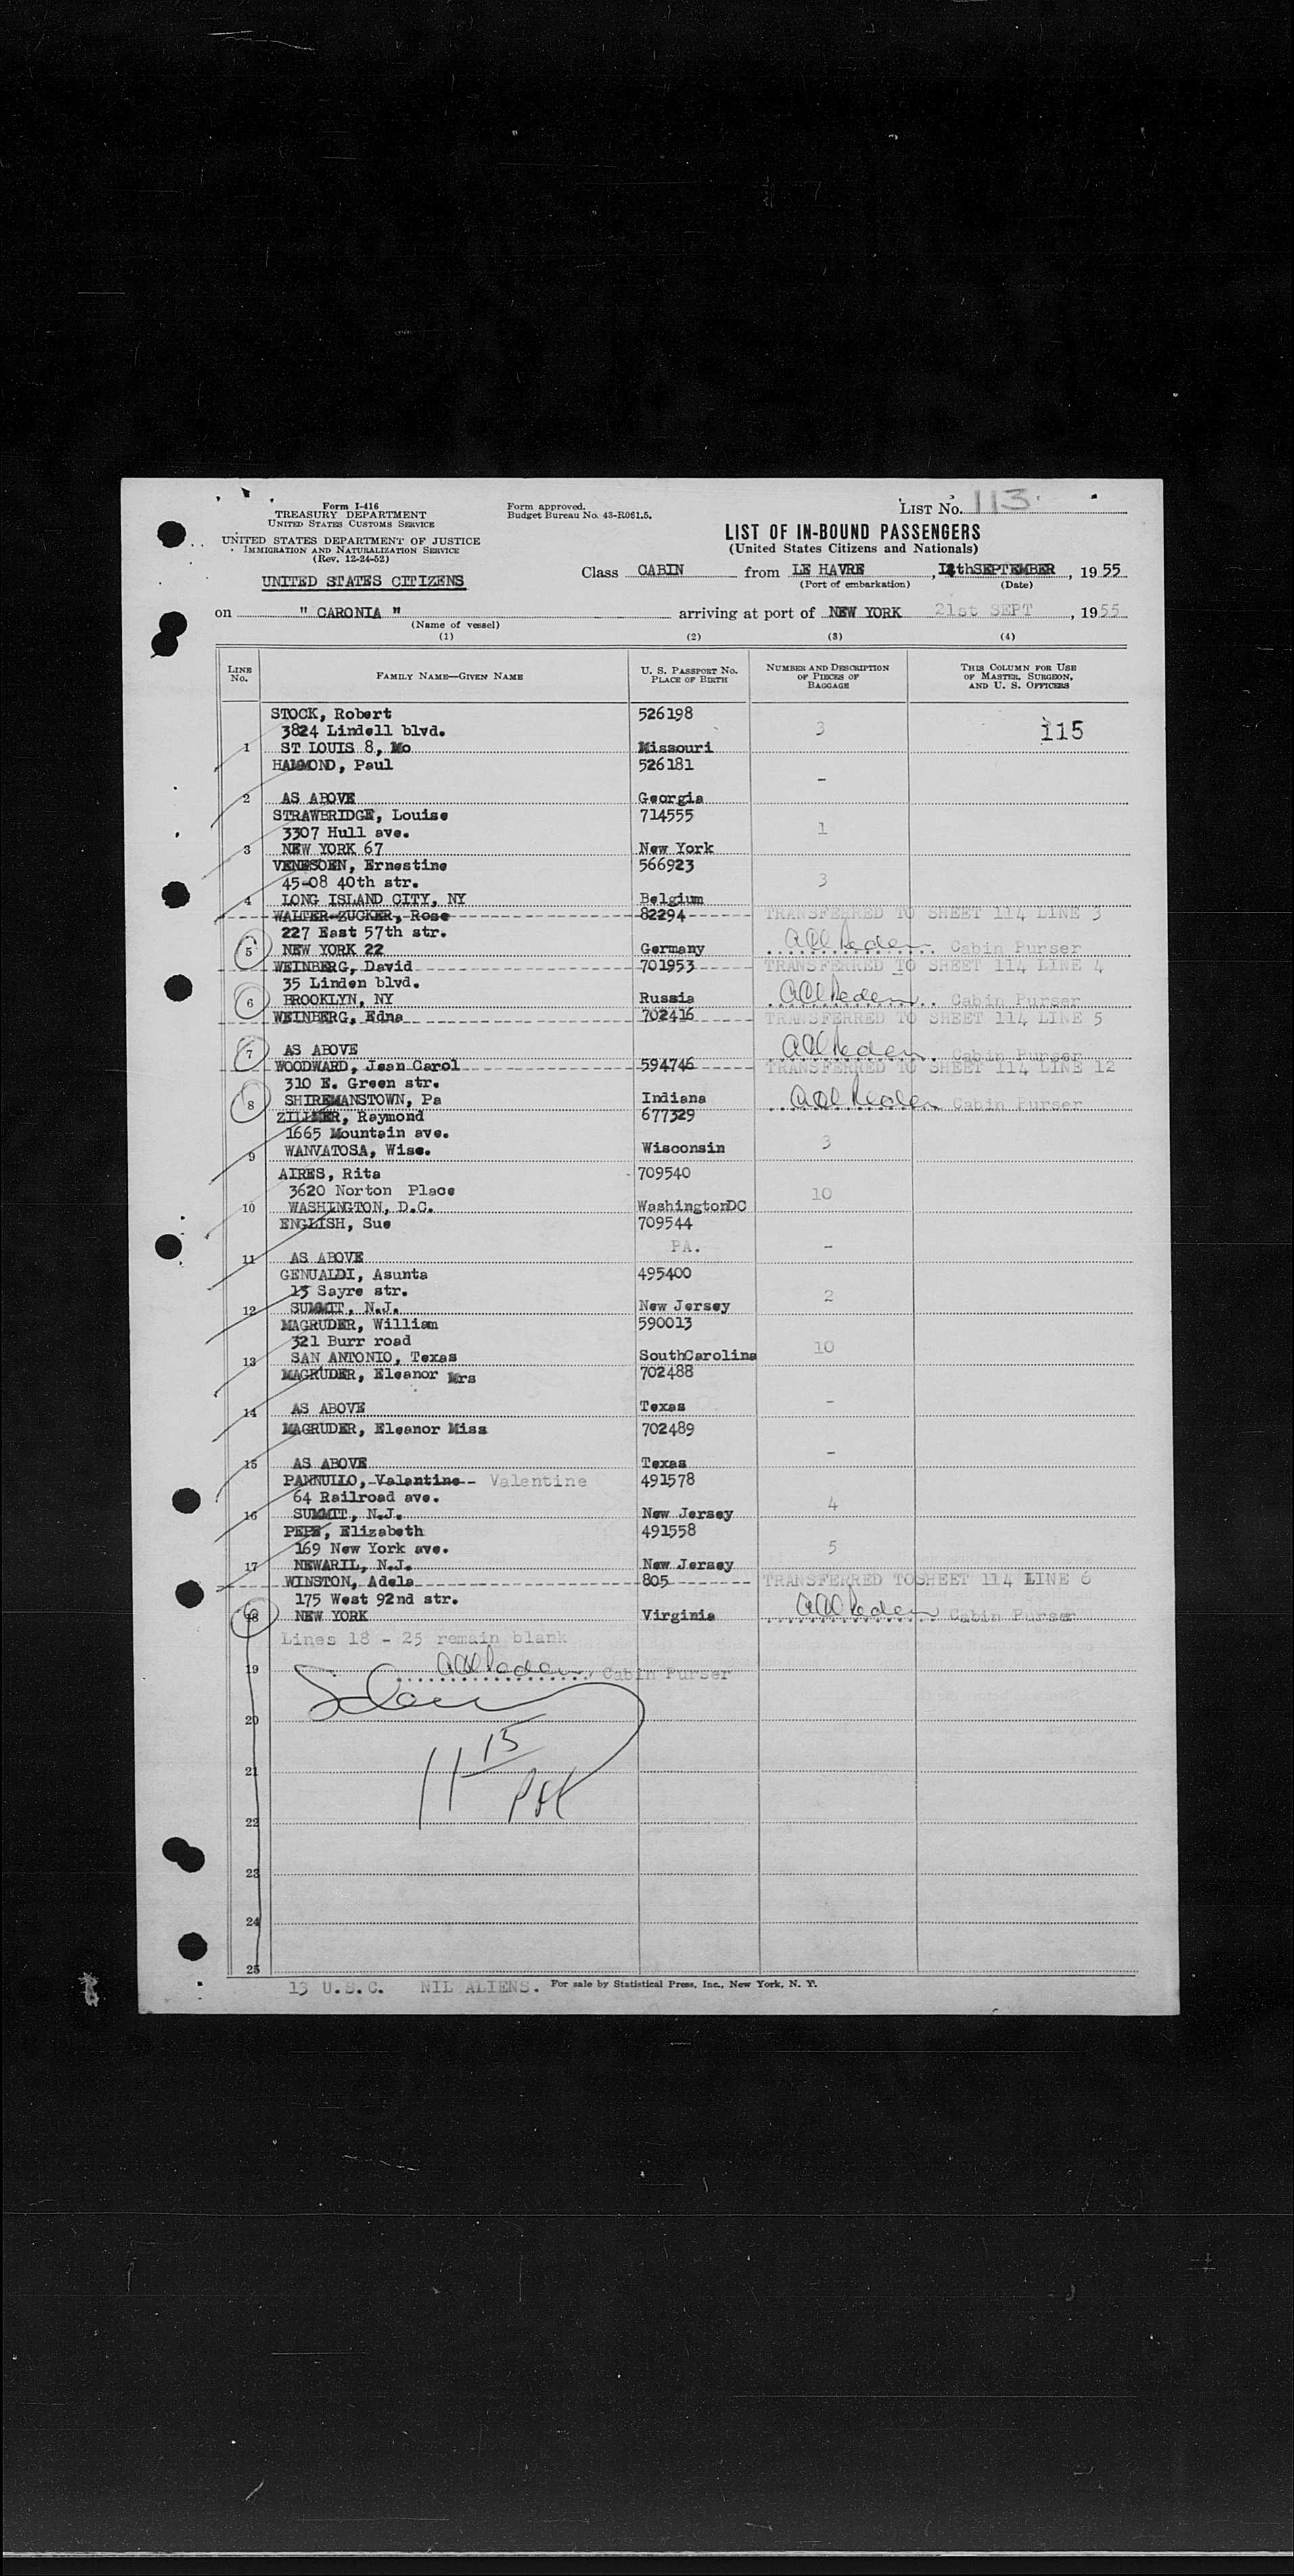 Form I-416
TREASURY DEPARTMENT
UNITED STATES CUSTOMS SERVICE
UNITED STATES DEPARTMENT OF JUSTICE
IMMIGRATION AND NATURALIZATION SERVICE
(Rev. 12-24-52)
UNITED STATES CITIZENS
Form approved.
Budget Bureau No. 43-R061.5.
LIST No. 113
LIST OF IN-BOUND PASSENGERS
(United States Citizens and Nationals)
Class CABIN from LE HAVRE, SEPTEMBER, 1955
(Port of embarkation) (Date)
on " CARONIA " arriving at port of NEW YORK 21st SEPT, 1955
(Name of vessel)
(1) (2) (3) (4)
LINE No. FAMILY NAME—GIVEN NAME U. S. PASSPORT No. PLACE OF BIRTH NUMBER AND DESCRIPTION OF PIECES OF BAGGAGE THIS COLUMN FOR USE OF MASTER, SURGEON, AND U. S. OFFICERS
STOCK, Robert 526198
3824 Lindell blvd. 3 115
1 ST LOUIS 8, Mo Missouri
HAMMOND, Paul 526181
-
2 AS ABOVE Georgia
STRAWBRIDGE, Louise 714555
3307 Hull ave. 1
3 NEW YORK 67 New York
VENESOEN, Ernestine 566923
45-08 40th str. 3
4 LONG ISLAND CITY, NY Belgium
WALTER-ZUCKER, Rose 82294 TRANSFERRED TO SHEET 114 LINE 3
227 East 57th str.
5 NEW YORK 22 Germany Cabin Purser
WEINBERG, David 701953 TRANSFERRED TO SHEET 114 LINE 4
35 Linden blvd.
6 BROOKLYN, NY Russia Cabin Purser
WEINBERG, Edna 702416 TRANSFERRED TO SHEET 114 LINE 5
7 AS ABOVE Cabin Purser
WOODWARD, Jean Carol 594746 TRANSFERRED TO SHEET 114 LINE 12
310 E. Green str.
8 SHIREMANSTOWN, Pa Indiana Cabin Purser
ZILLMER, Raymond 677329
1665 Mountain ave. 3
9 WANVATOSA, Wisc. Wisconsin
AIRES, Rita 709540
3620 Norton Place 10
10 WASHINGTON, D.C. WashingtonDC
ENGLISH, Sue 709544
PA. -
11 AS ABOVE
GENUALDI, Asunta 495400
13 Sayre str. 2
12 SUMMIT, N.J. New Jersey
MAGRUDER, William 590013
321 Burr road 10
13 SAN ANTONIO, Texas SouthCarolina
MAGRUDER, Eleanor Mrs 702488
-
14 AS ABOVE Texas
MAGRUDER, Eleanor Miss 702489
-
15 AS ABOVE Texas
PANNULLO, Valantine Valentine 491578
64 Railroad ave. 4
16 SUMMIT, N.J. New Jersey
PEPE, Elizabeth 491558
169 New York ave. 5
17 NEWARIL, N.J. New Jersey
WINSTON, Adela 805 TRANSFERRED TOSHEET 114 LINE 6
175 West 92nd str.
18 NEW YORK Virginia Cabin Purser
Lines 18 - 25 remain blank
19 Cabin Purser
20
15
21
11
22
23
24
25
13 U.S.C. NIL ALIENS. For sale by Statistical Press, Inc., New York, N. Y.